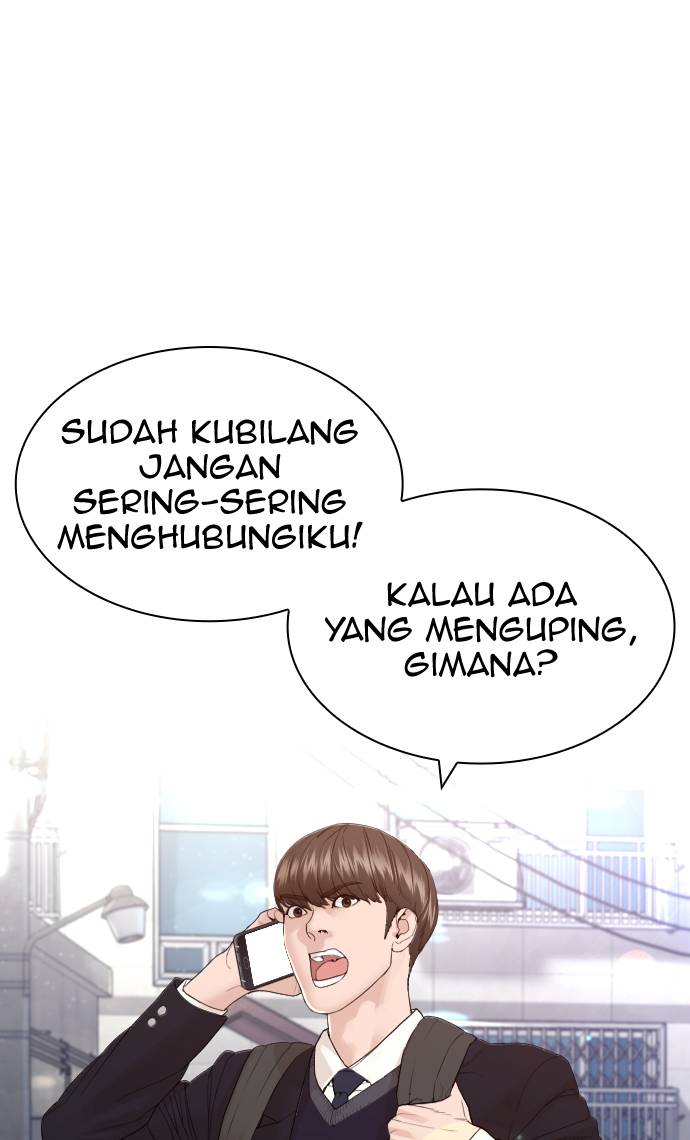 SUDAH KUBILANG
JANGAN
SERING-SERING
MENGHUBUNGIKU!
KALAU ADA
YANG MENGUPING,
GIMANA?